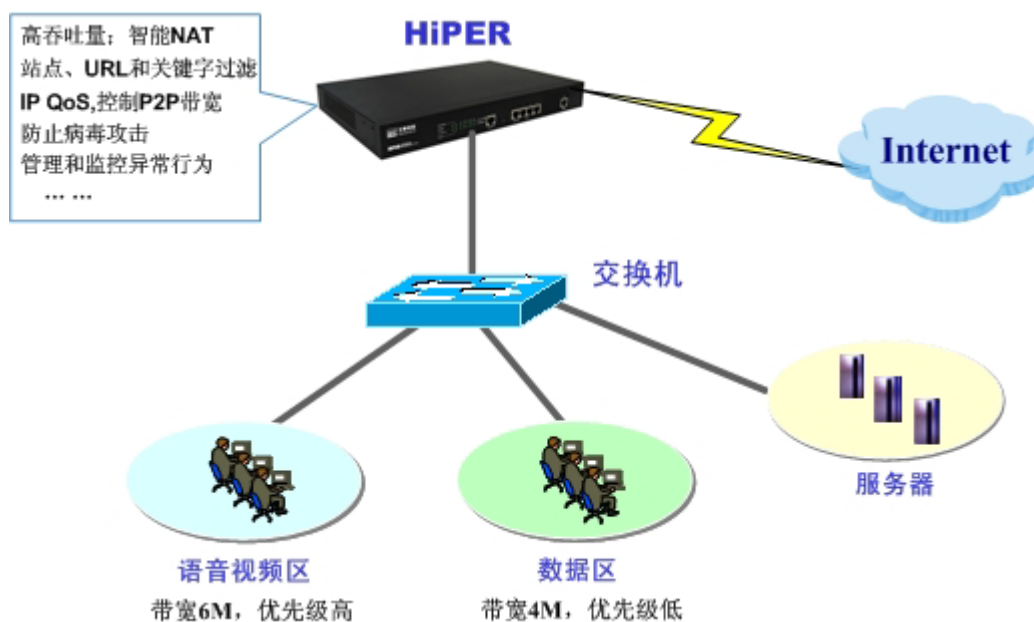 高吞吐量；智能NAT
站点、URL和关键字过滤
IP QoS,控制P2P带宽
防止病毒攻击
管理和监控异常行为
... ...
HiPER
Internet
交换机
服务器
语音视频区
带宽6M，优先级高
数据区
带宽4M，优先级低